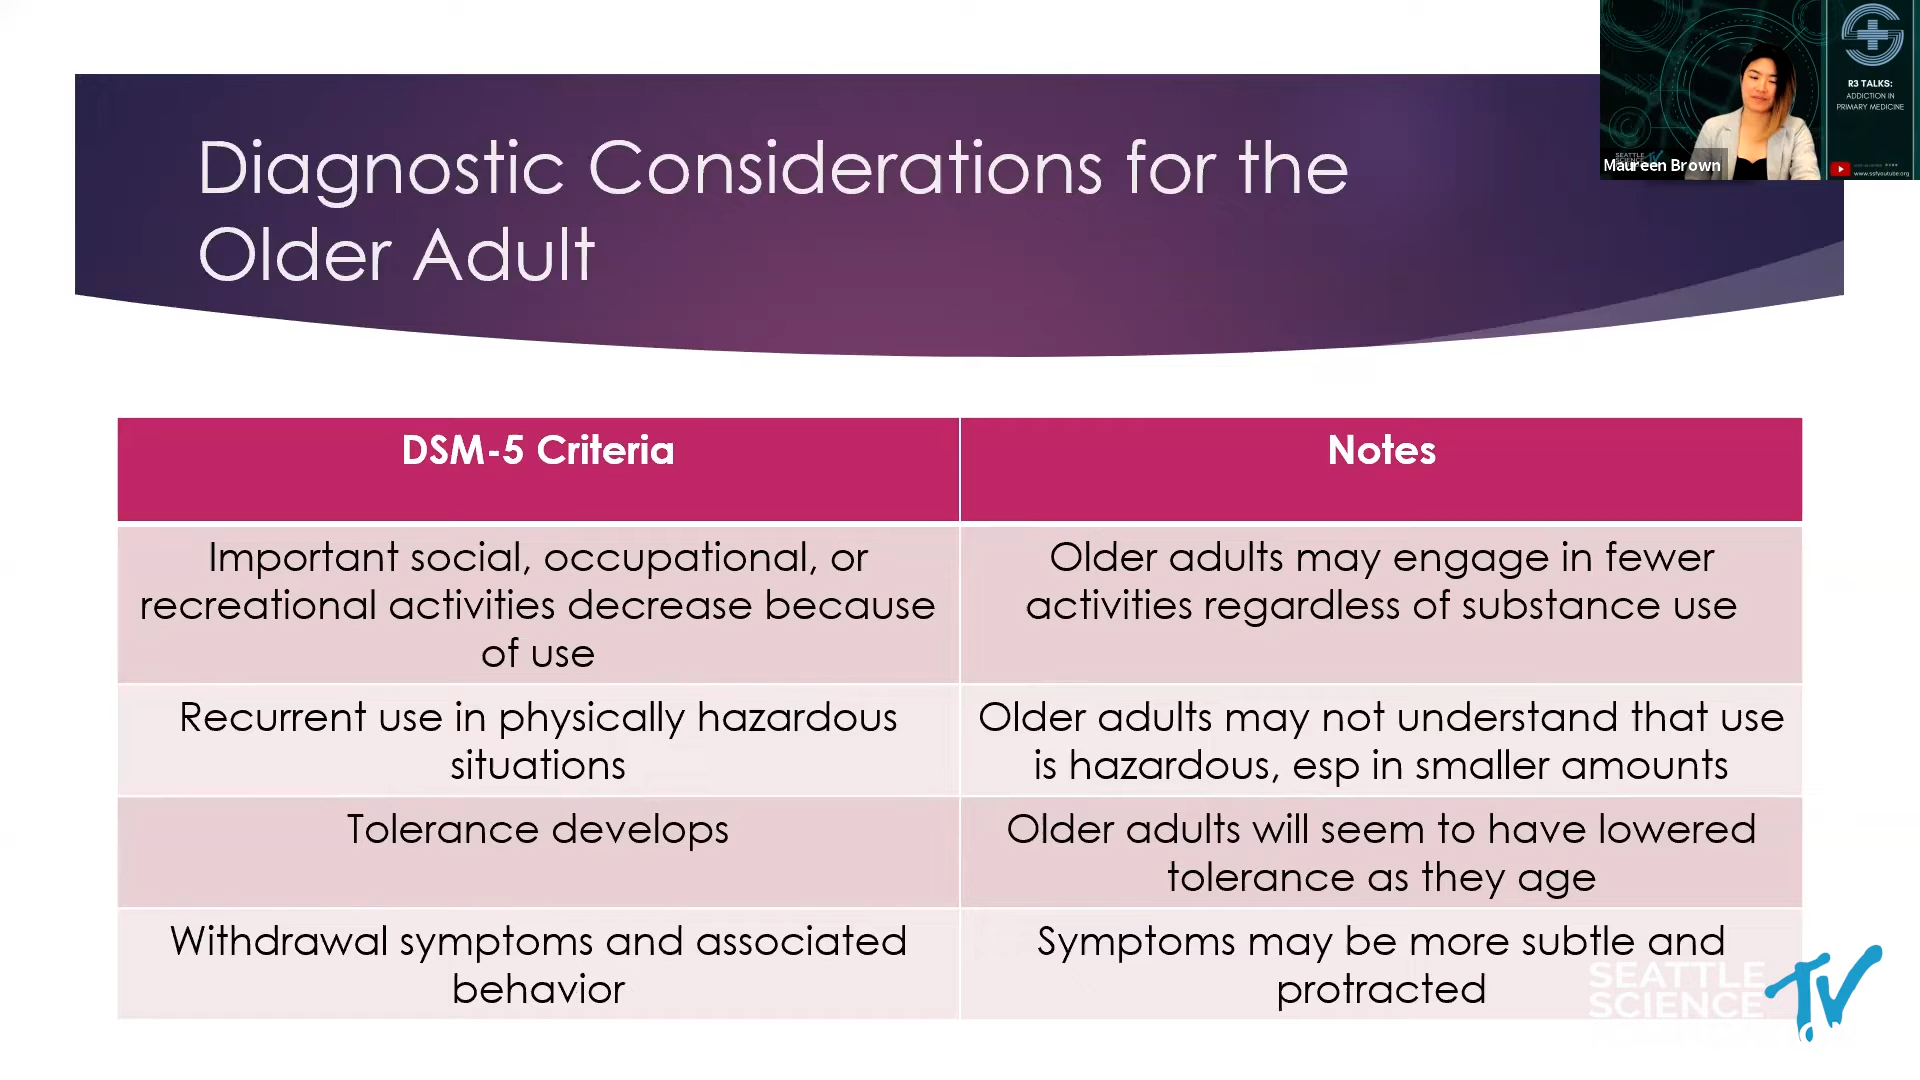 Diagnostic Considerations for the
Older Adult
R3 TALKS:
ADDICTION IN
PRIMARY MEDICINE
Maureen Brown
www.ssfyoutube.org
DSM-5 Criteria
Notes
Important social, occupational, or
recreational activities decrease because
of use
Older adults may engage in fewer
activities regardless of substance use
Recurrent use in physically hazardous
situations
Older adults may not understand that use
is hazardous, esp in smaller amounts
Tolerance develops
Older adults will seem to have lowered
tolerance as they age
Withdrawal symptoms and associated
behavior
Symptoms may be more subtle and
protracted
SEATTLE
SCIENCE
TV